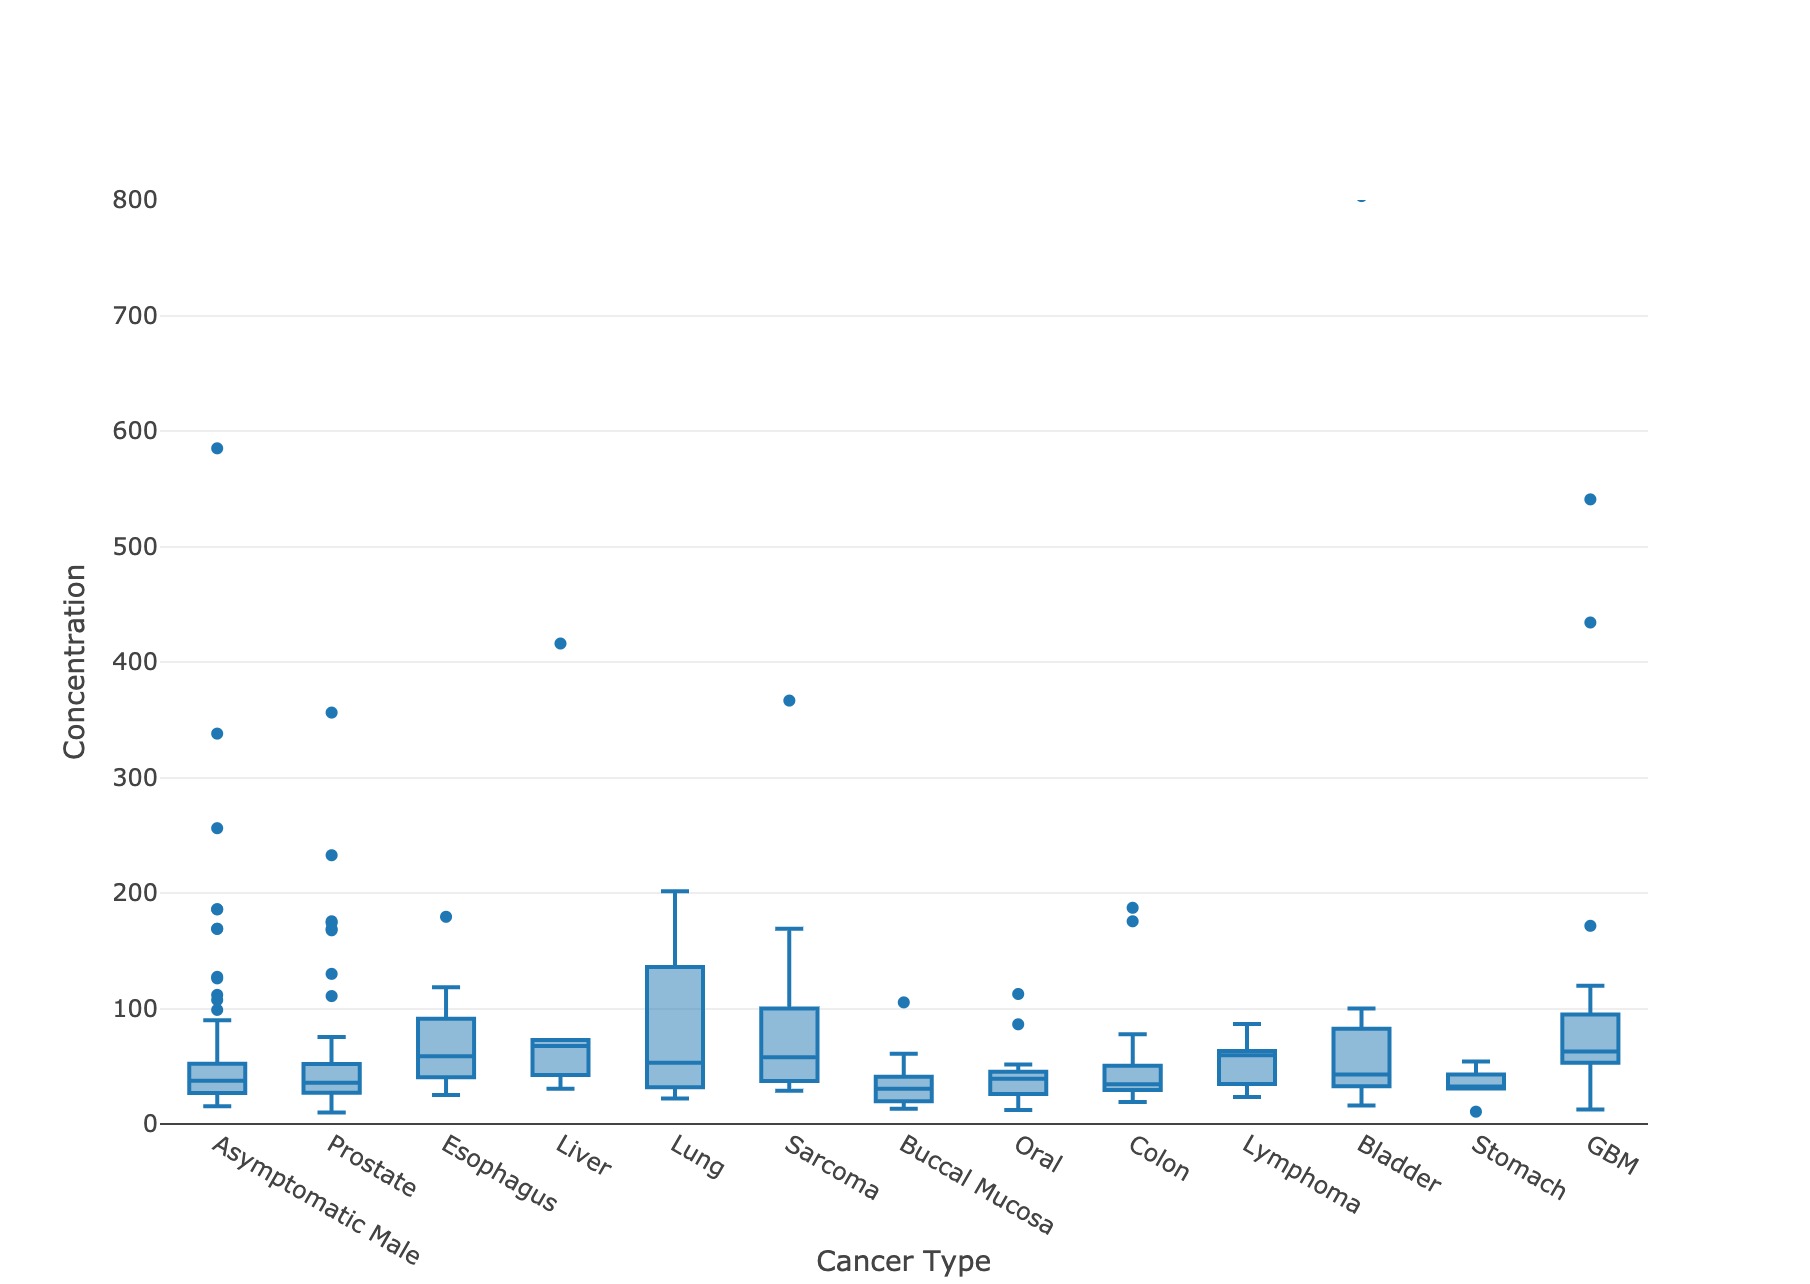 800
700
600
500
400
300
200
100
0
Concentration
Asymptomatic Male
Prostate
Esophagus
Liver
Lung
Sarcoma
Buccal Mucosa
Oral
Colon
Lymphoma
Bladder
Stomach
GBM
Cancer Type